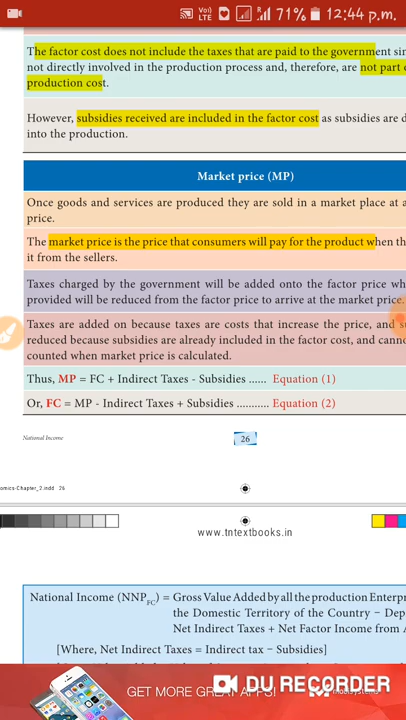 Vo)
LTE
R
71%
12:44 p.m.
The factor cost does not include the taxes that are paid to the government
not directly involved in the production process and, therefore, are not part
production cost.
However, subsidies received are included in the factor cost as subsidies are
into the production.
Market price (MP)
Once goods and services are produced they are sold in a market place at a
price.
The market price is the price that consumers will pay for the product when
it from the sellers.
Taxes charged by the government will be added onto the factor price
provided will be reduced from the factor price to arrive at the market price.
Taxes are added on because taxes are costs that increase the price, and
reduced because subsidies are already included in the factor cost, and
counted when market price is calculated.
Thus, MP = FC + Indirect Taxes - Subsidies ...... Equation (1)
Or, FC = MP - Indirect Taxes + Subsidies ........... Equation (2)
National Income
26
omics-Chapter_2.indd 26
www.tntextbooks.in
National Income (NNPFC) = Gross Value Added by all the production
the Domestic Territory of the Country −
Net Indirect Taxes + Net Factor Income from
[Where, Net Indirect Taxes = Indirect tax − Subsidies]
GET MORE GREAT APPS!
DU RECORDER